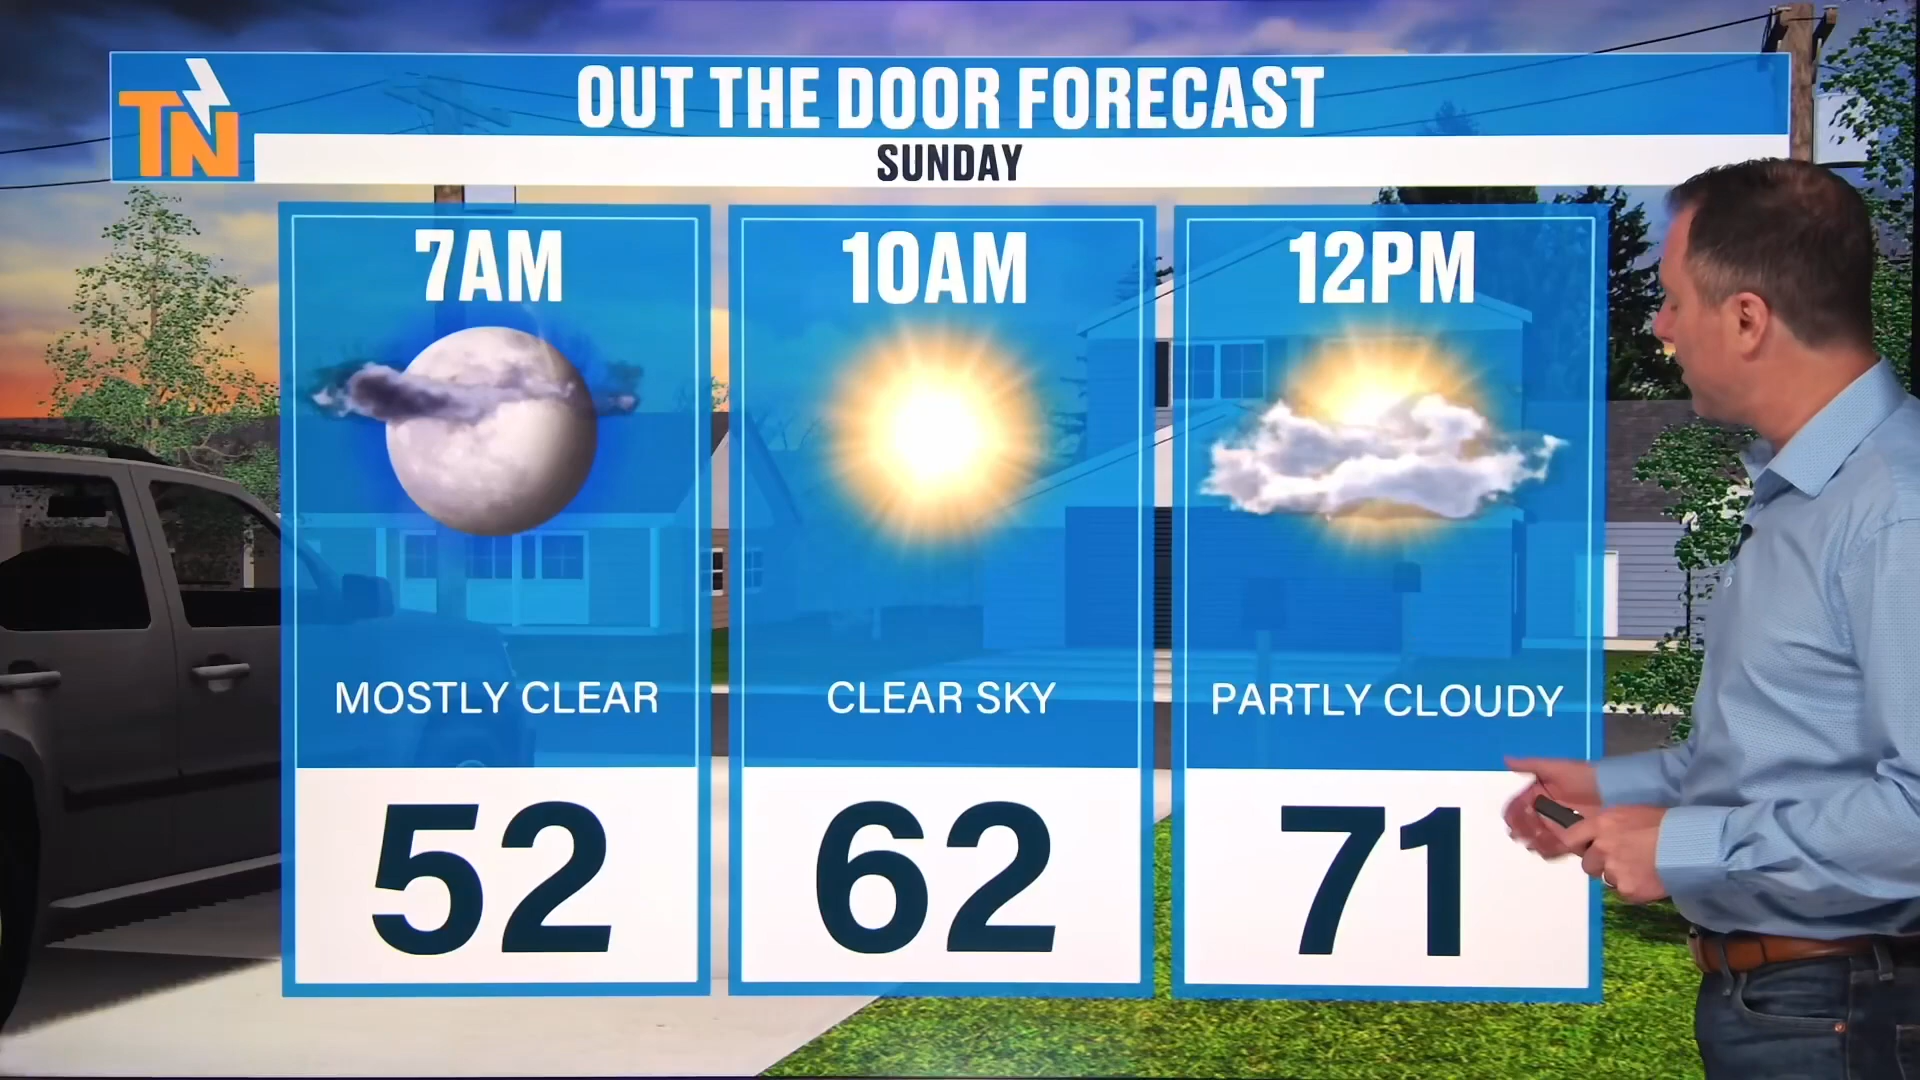 TN
OUT THE DOOR FORECAST
SUNDAY
7AM
10AM
12PM
MOSTLY CLEAR
CLEAR SKY
PARTLY CLOUDY
52
62
71